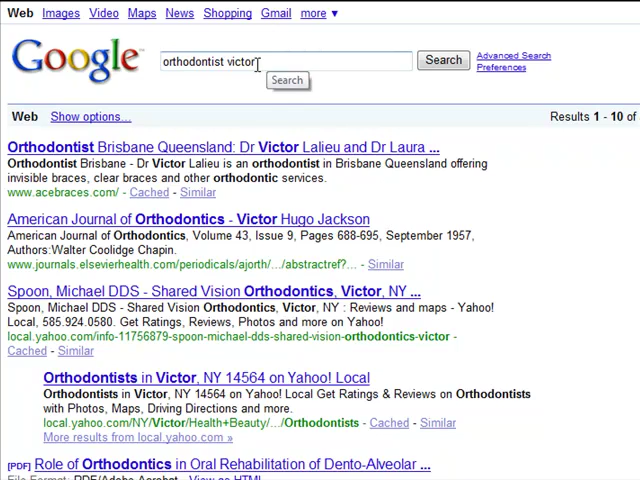 Web Images Videos Maps News Shopping Gmail more ▼
Google
orthodontist victor
Search
Advanced Search
Preferences
Search
Web Show options...
Results 1 - 10 of
Orthodontist Brisbane Queensland: Dr Victor Lalieu and Dr Laura ...
Orthodontist Brisbane - Dr Victor Lalieu is an orthodontist in Brisbane Queensland offering
invisible braces, clear braces and other orthodontic services.
www.acebraces.com/ - Cached - Similar
American Journal of Orthodontics - Victor Hugo Jackson
American Journal of Orthodontics, Volume 43, Issue 9, Pages 688-695, September 1957,
Authors:Walter Coolidge Chapin.
www.journals.elsevierhealth.com/periodicals/ajorth/.../abstractref?... - Similar
Spoon, Michael DDS - Shared Vision Orthodontics, Victor, NY ...
Spoon, Michael DDS - Shared Vision Orthodontics, Victor, NY : Reviews and maps - Yahoo!
Local, 585.924.0580. Get Ratings, Reviews, Photos and more on Yahoo!
local.yahoo.com/info-11756879-spoon-michael-dds-shared-vision-orthodontics-victor -
Cached - Similar
Orthodontists in Victor, NY 14564 on Yahoo! Local
Orthodontists in Victor, NY 14564 on Yahoo! Local Get Ratings & Reviews on Orthodontists
with Photos, Maps, Driving Directions and more.
local.yahoo.com/NY/Victor/Health+Beauty/.../Orthodontists - Cached - Similar
More results from local.yahoo.com »
[PDF] Role of Orthodontics in Oral Rehabilitation of Dento-Alveolar ...
File Format: PDF/Adobe Acrobat - View as HTML